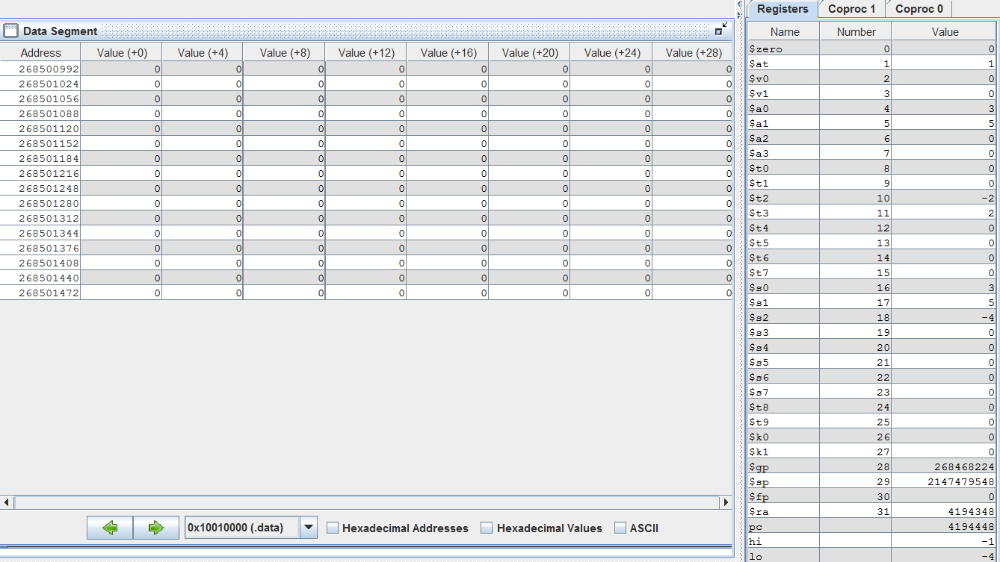 Data Segment
Address Value (+0) Value (+4) Value (+8) Value (+12) Value (+16) Value (+20) Value (+24) Value (+28)
268500992 0 0 0 0 0 0 0 0
268501024 0 0 0 0 0 0 0 0
268501056 0 0 0 0 0 0 0 0
268501088 0 0 0 0 0 0 0 0
268501120 0 0 0 0 0 0 0 0
268501152 0 0 0 0 0 0 0 0
268501184 0 0 0 0 0 0 0 0
268501216 0 0 0 0 0 0 0 0
268501248 0 0 0 0 0 0 0 0
268501280 0 0 0 0 0 0 0 0
268501312 0 0 0 0 0 0 0 0
268501344 0 0 0 0 0 0 0 0
268501376 0 0 0 0 0 0 0 0
268501408 0 0 0 0 0 0 0 0
268501440 0 0 0 0 0 0 0 0
268501472 0 0 0 0 0 0 0 0
0x10010000 (.data) Hexadecimal Addresses Hexadecimal Values ASCII
Registers Coproc 1 Coproc 0
Name Number Value
$zero 0 0
$at 1 1
$v0 2 0
$v1 3 0
$a0 4 3
$a1 5 5
$a2 6 0
$a3 7 0
$t0 8 0
$t1 9 0
$t2 10 -2
$t3 11 2
$t4 12 0
$t5 13 0
$t6 14 0
$t7 15 0
$s0 16 3
$s1 17 5
$s2 18 -4
$s3 19 0
$s4 20 0
$s5 21 0
$s6 22 0
$s7 23 0
$t8 24 0
$t9 25 0
$k0 26 0
$k1 27 0
$gp 28 268468224
$sp 29 2147479548
$fp 30 0
$ra 31 4194348
pc 4194448
hi -1
lo -4